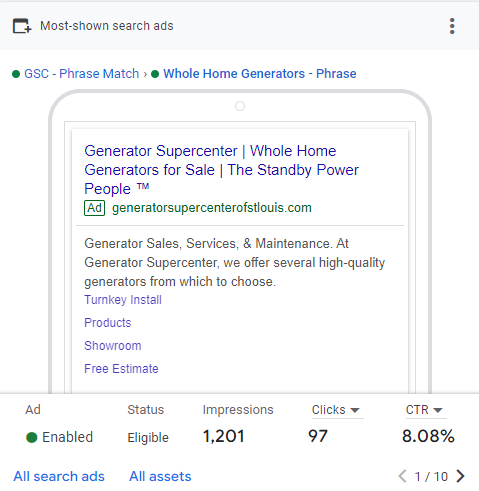 Most-shown search ads
GSC - Phrase Match › Whole Home Generators - Phrase
Generator Supercenter | Whole Home
Generators for Sale | The Standby Power
People ™
Ad generatorsupercenterofstlouis.com
Generator Sales, Services, & Maintenance. At
Generator Supercenter, we offer several high-quality
generators from which to choose.
Turnkey Install
Products
Showroom
Free Estimate
Ad Status Impressions Clicks CTR
Enabled Eligible 1,201 97 8.08%
All search ads All assets 1 / 10